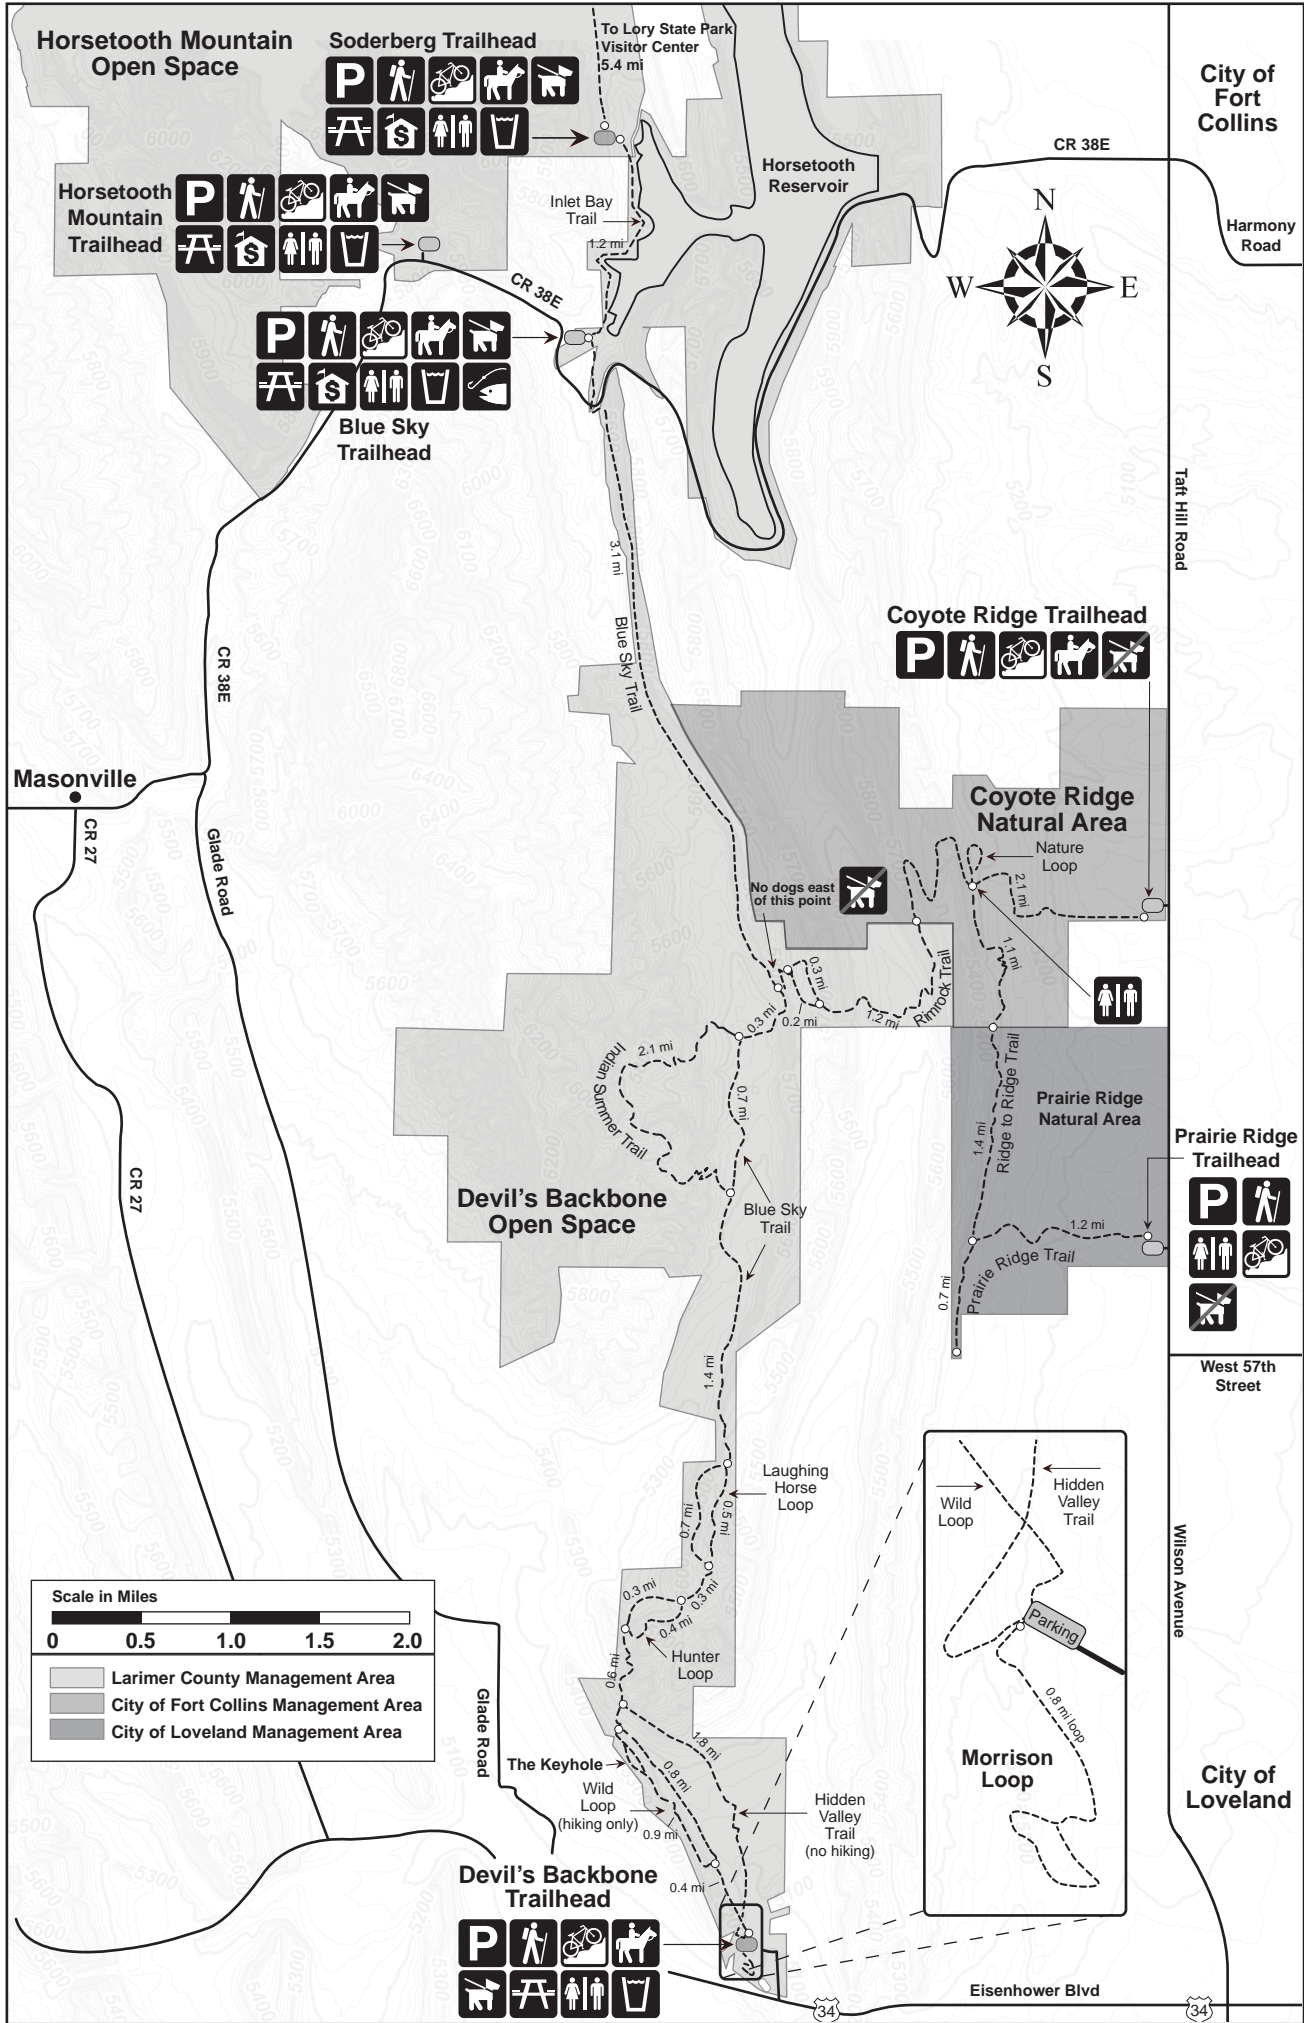 Horsetooth Mountain
Open Space
Soderberg Trailhead
To Lory State Park
Visitor Center
5.4 mi
City of
Fort
Collins
P
$
Horsetooth
Reservoir
CR 38E
Horsetooth
Mountain
Trailhead
P
$
Inlet Bay
Trail
1.2 mi
Harmony
Road
N
W
E
S
CR 38E
P
$
Blue Sky
Trailhead
Taft Hill Road
3.1 mi
Blue Sky Trail
Coyote Ridge Trailhead
P
CR 38E
Masonville
CR 27
Glade Road
Coyote Ridge
Natural Area
Nature
Loop
2.1 mi
No dogs east
of this point
1.1 mi
0.3 mi
0.2 mi
1.2 mi
Rimrock Trail
0.3 mi
2.1 mi
Indian Summer Trail
0.7 mi
Ridge to Ridge Trail
1.4 mi
Prairie Ridge
Natural Area
Prairie Ridge
Trailhead
P
CR 27
Devil's Backbone
Open Space
Blue Sky
Trail
1.2 mi
Prairie Ridge Trail
0.7 mi
1.4 mi
West 57th
Street
Laughing
Horse
Loop
0.7 mi
0.5 mi
Wild
Loop
Hidden
Valley
Trail
Wilson Avenue
Parking
0.8 mi loop
Morrison
Loop
Scale in Miles
0 0.5 1.0 1.5 2.0
Larimer County Management Area
City of Fort Collins Management Area
City of Loveland Management Area
0.3 mi
0.3 mi
0.4 mi
Hunter
Loop
0.6 mi
Glade Road
1.8 mi
The Keyhole
0.8 mi
Wild
Loop
(hiking only)
0.9 mi
Hidden
Valley
Trail
(no hiking)
City of
Loveland
Devil's Backbone
Trailhead
0.4 mi
P
Eisenhower Blvd
34
34